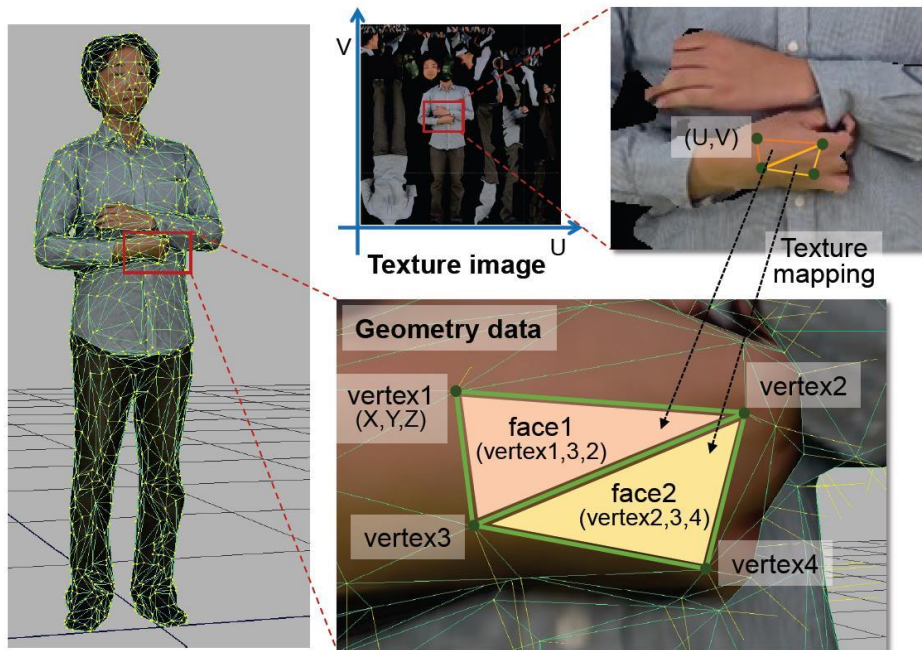 V
U
Texture image
(U,V)
Texture
mapping
Geometry data
vertex1
(X,Y,Z)
vertex2
face1
(vertex1,3,2)
face2
(vertex2,3,4)
vertex3
vertex4